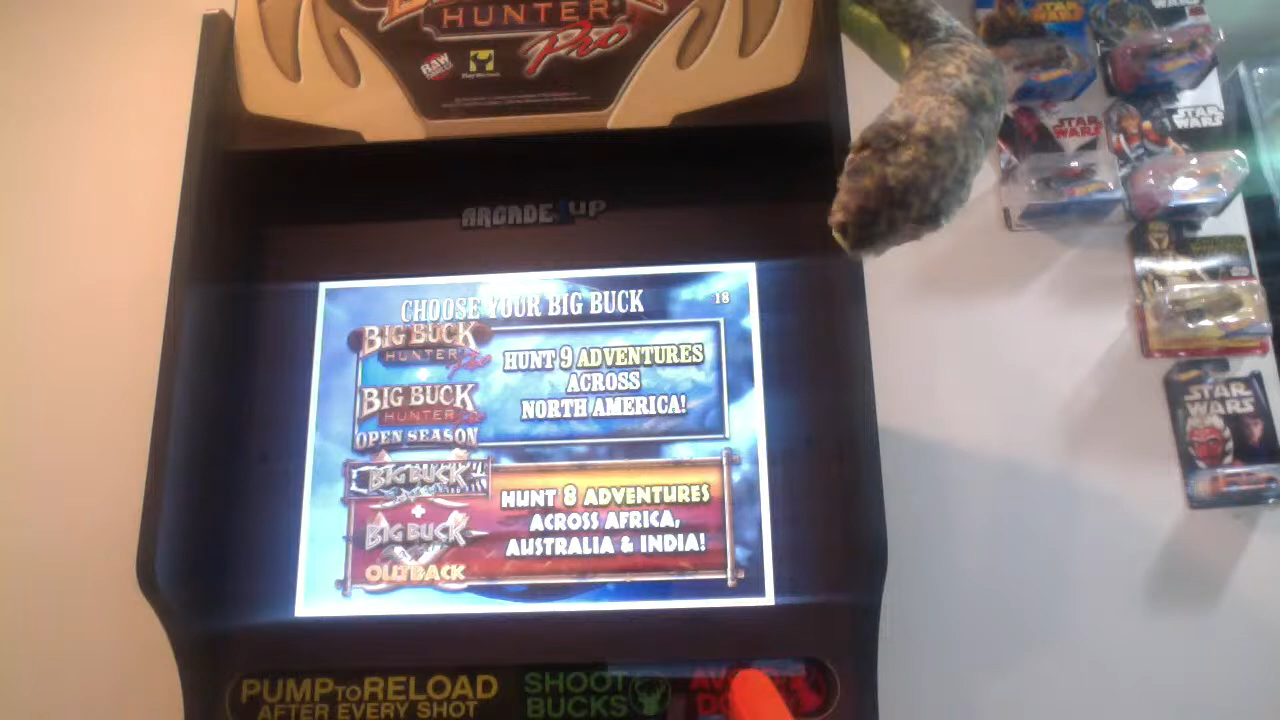 HUNTER
Pro
RAW
ARCADE1UP
CHOOSE YOUR BIG BUCK
18
BIG BUCK
HUNTER Pro
HUNT 9 ADVENTURES
ACROSS
NORTH AMERICA!
+
BIG BUCK
HUNTER Pro
OPEN SEASON
BIG BUCK
HUNT 8 ADVENTURES
ACROSS AFRICA,
AUSTRALIA & INDIA!
+
BIG BUCK
OUTBACK
PUMP TO RELOAD
AFTER EVERY SHOT
SHOOT
BUCKS
STAR
WARS
STAR
WARS
STAR
WARS
STAR
WARS